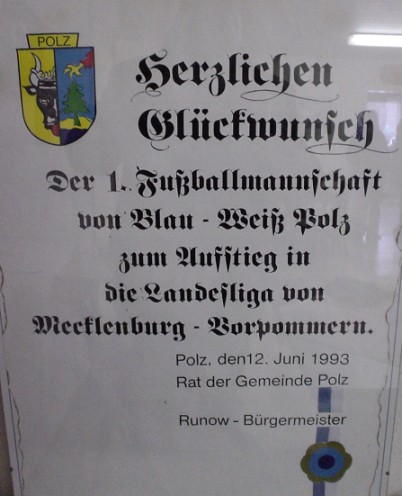 POLZ
Herzlichen
Glückwunsch
Der 1. Fußballmannschaft
von Blau - Weiß Polz
zum Aufstieg in
die Landesliga von
Mecklenburg - Vorpommern.
Polz, den12. Juni 1993
Rat der Gemeinde Polz
Runow - Bürgermeister